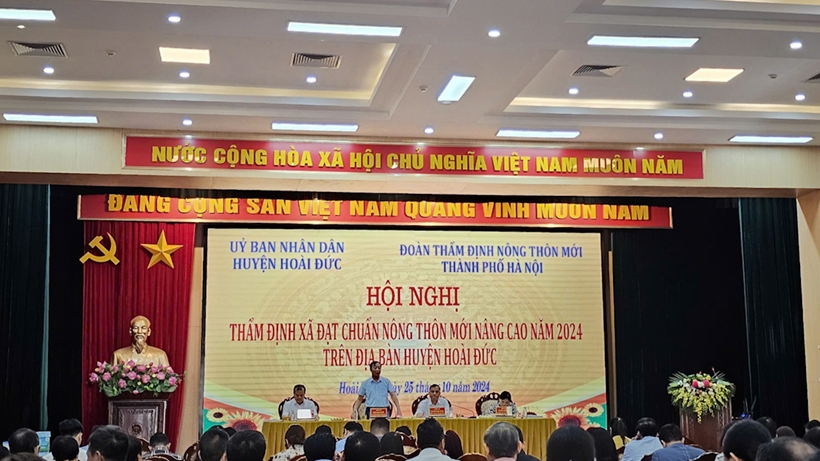 NƯỚC CỘNG HÒA XÃ HỘI CHỦ NGHĨA VIỆT NAM MUÔN NĂM
ĐẢNG CỘNG SẢN VIỆT NAM QUANG VINH MUÔN NĂM
UỶ BAN NHÂN DÂN
HUYỆN HOÀI ĐỨC
ĐOÀN THẨM ĐỊNH NÔNG THÔN MỚI
THÀNH PHỐ HÀ NỘI
HỘI NGHỊ
THẨM ĐỊNH XÃ ĐẠT CHUẨN NÔNG THÔN MỚI NÂNG CAO NĂM 2024
TRÊN ĐỊA BÀN HUYỆN HOÀI ĐỨC
Hoài 25 10 năm 2024